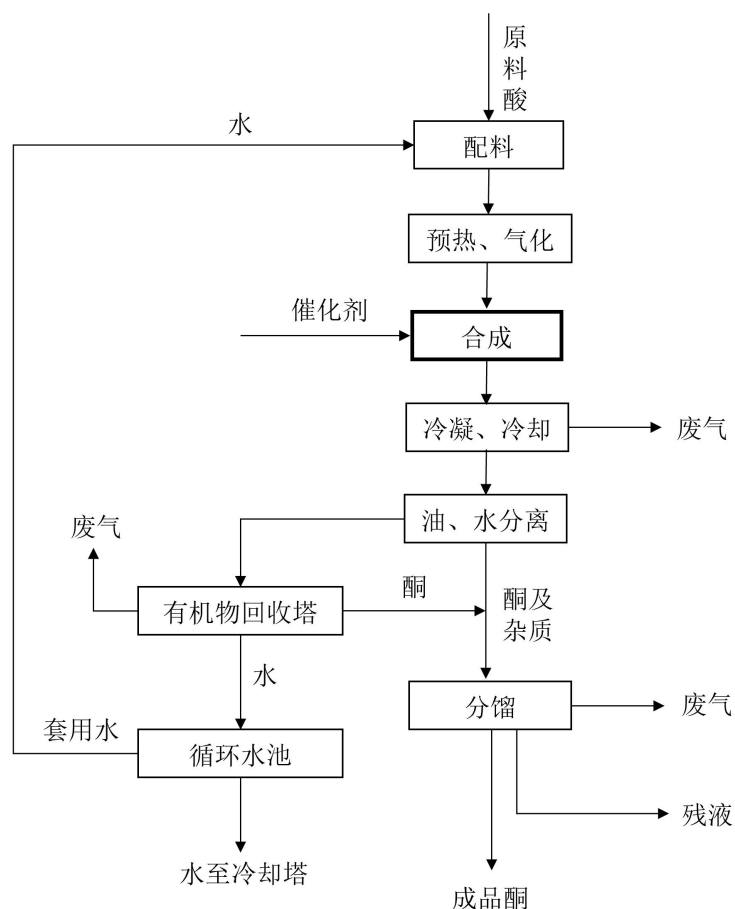 原
料
酸
水
配料
预热、气化
催化剂
合成
冷凝、冷却
废气
油、水分离
废气
酮
酮及
杂质
有机物回收塔
水
分馏
废气
套用水
循环水池
残液
水至冷却塔
成品酮